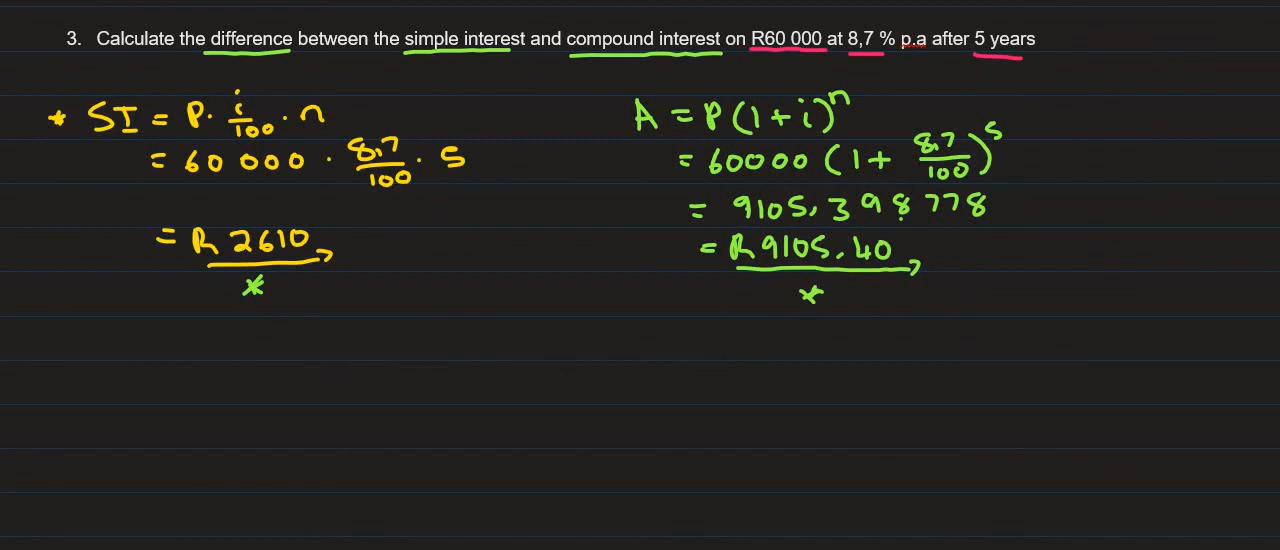 3. Calculate the difference between the simple interest and compound interest on R60 000 at 8,7 % p.a after 5 years
* SI = P · i/100 · n
= 60 000 · 8,7/100 · 5
= R 2610
*
A = P(1+i)^n
= 60000 (1 + 8,7/100)^5
= 9105,398778
= R9105,40
*